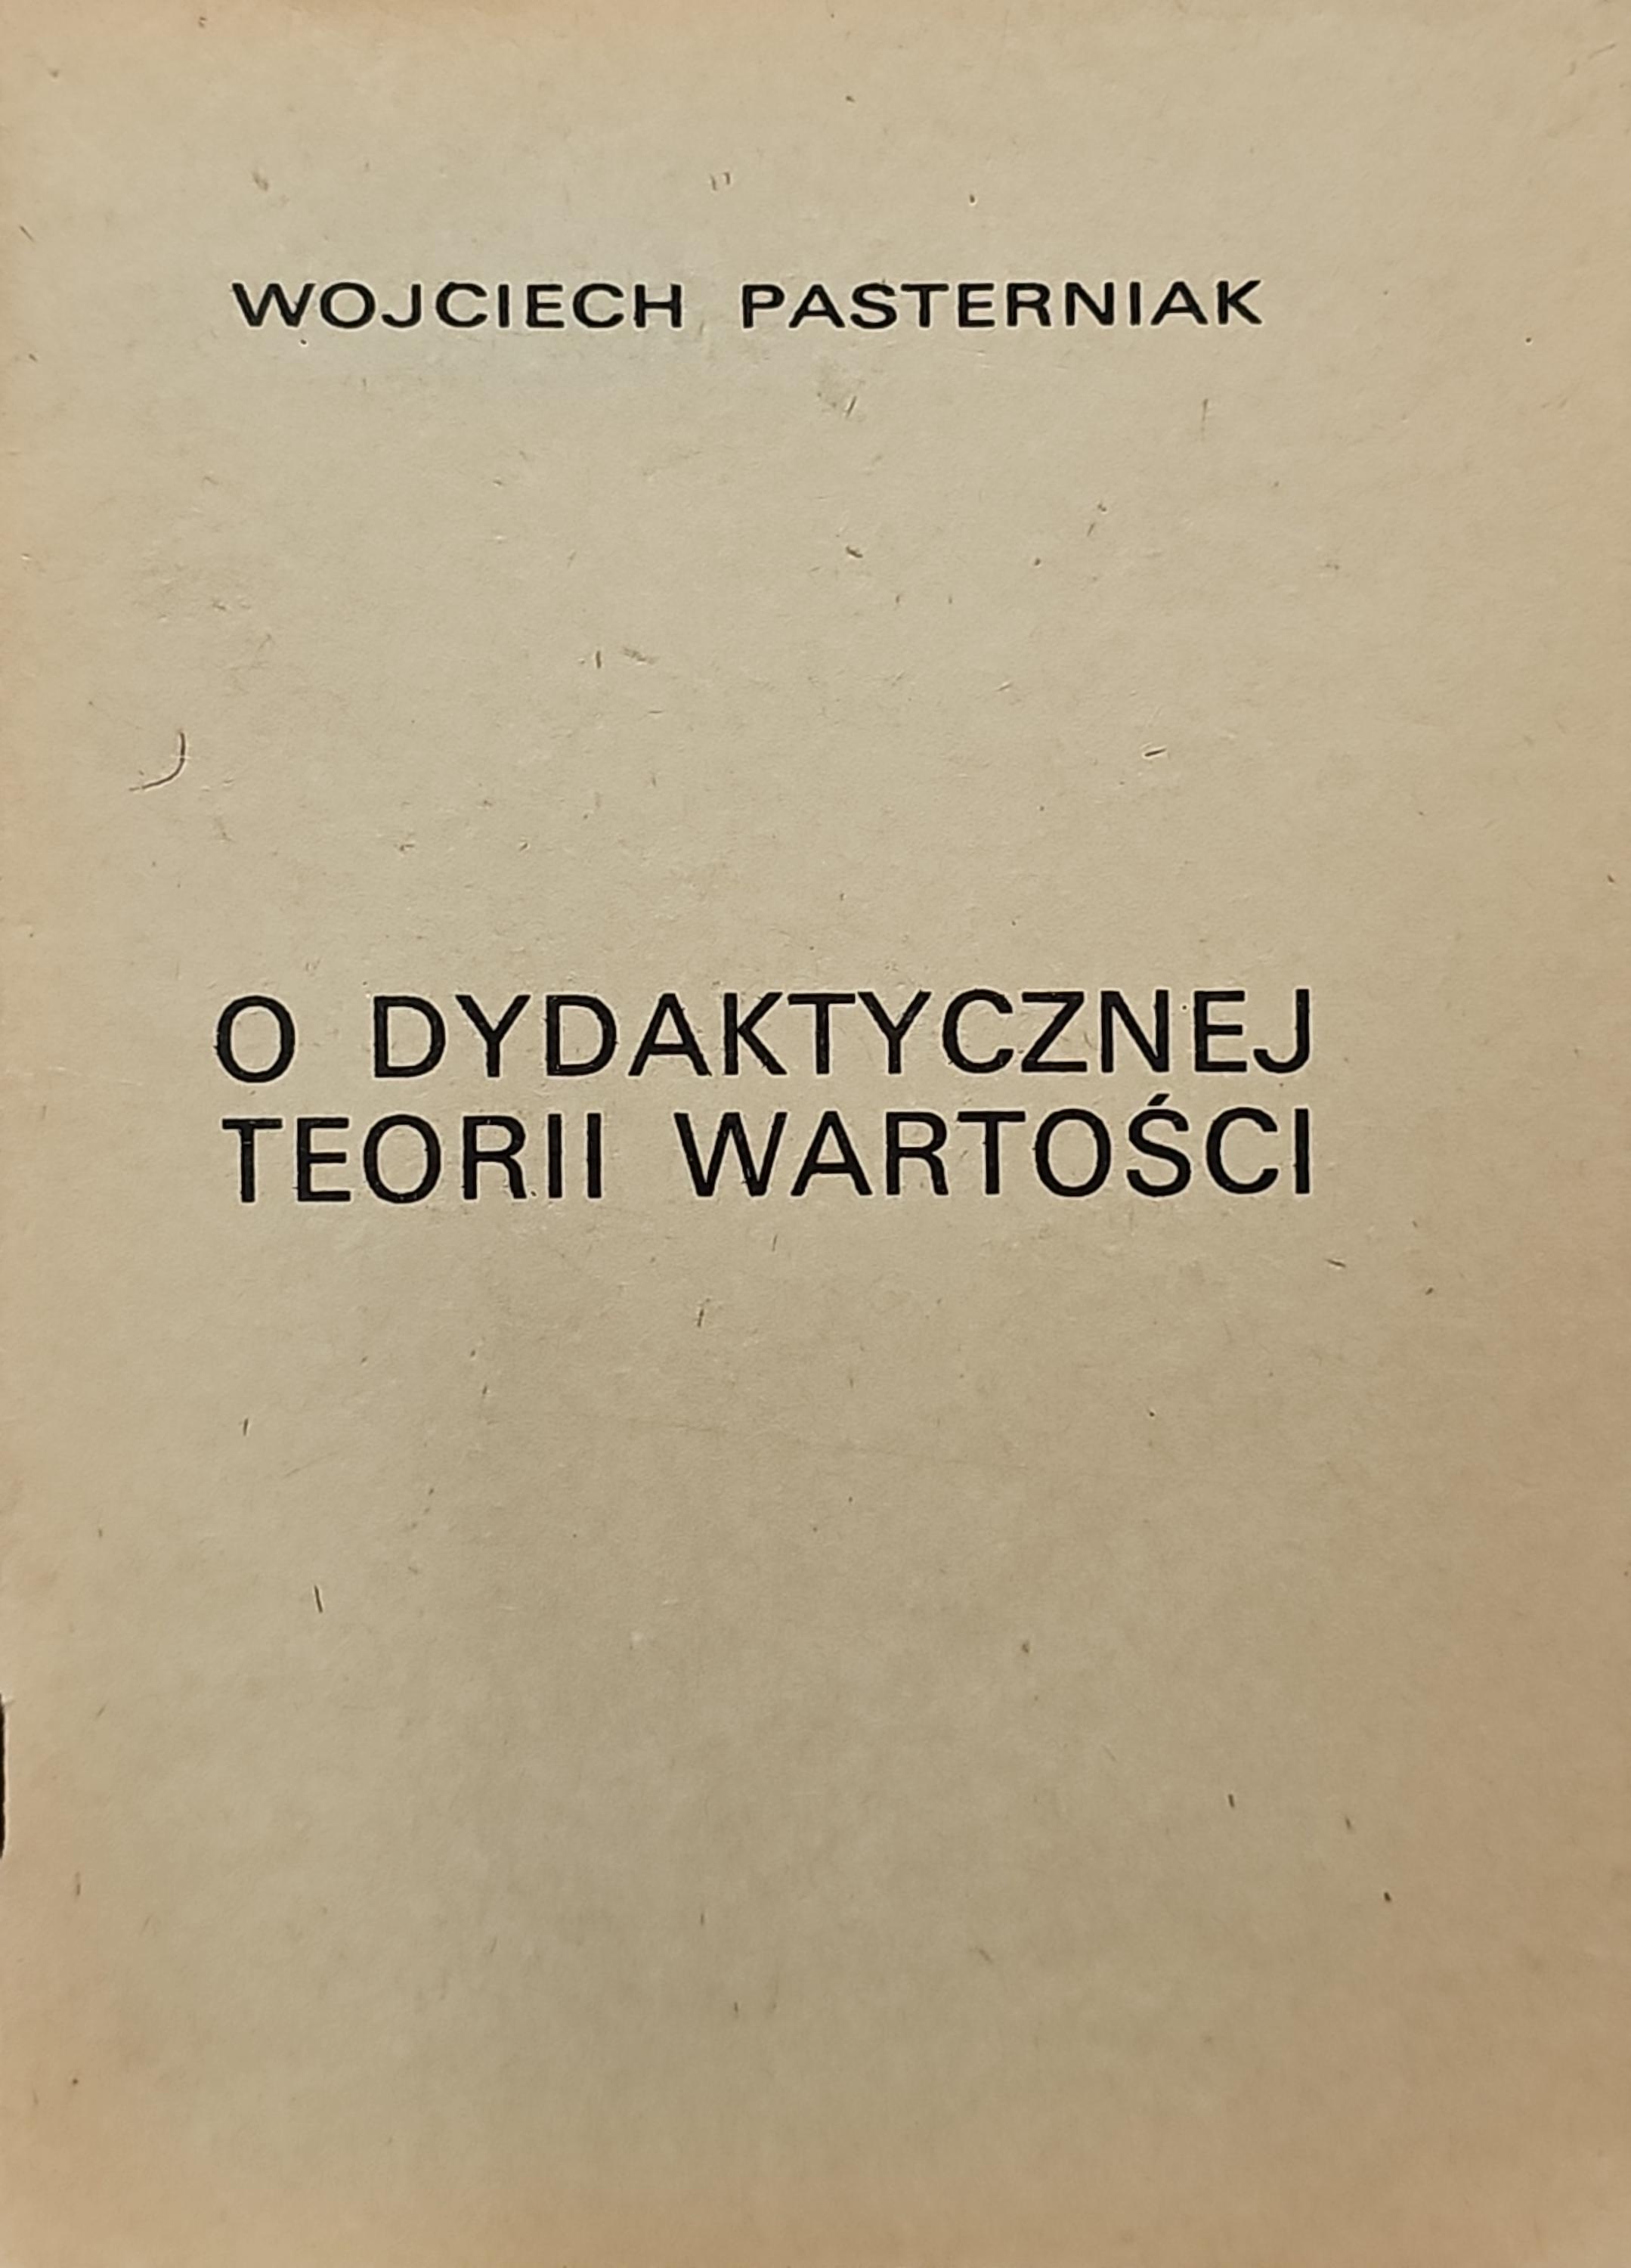 WOJCIECH PASTERNIAK
O DYDAKTYCZNEJ
TEORII WARTOŚCI